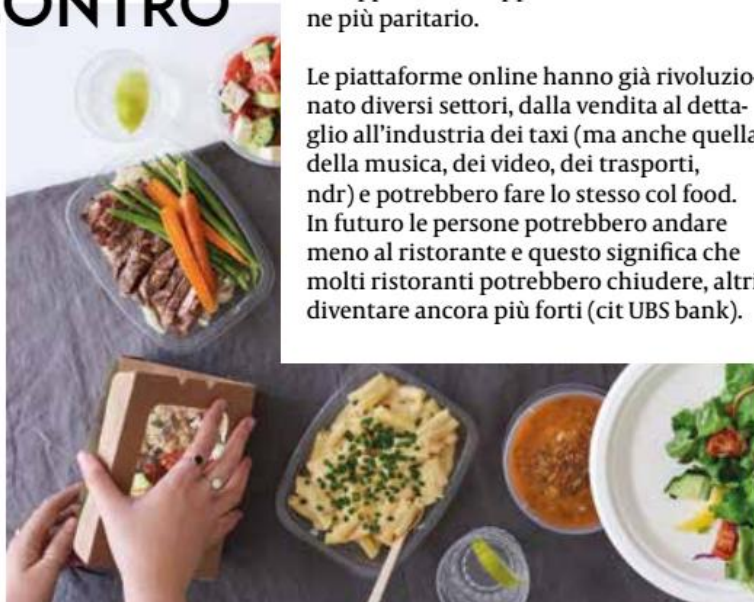 ONTRO
ne più paritario.
Le piattaforme online hanno già rivoluzio-
nato diversi settori, dalla vendita al detta-
glio all’industria dei taxi (ma anche quella
della musica, dei video, dei trasporti,
ndr) e potrebbero fare lo stesso col food.
In futuro le persone potrebbero andare
meno al ristorante e questo significa che
molti ristoranti potrebbero chiudere, altri
diventare ancora più forti (cit UBS bank).